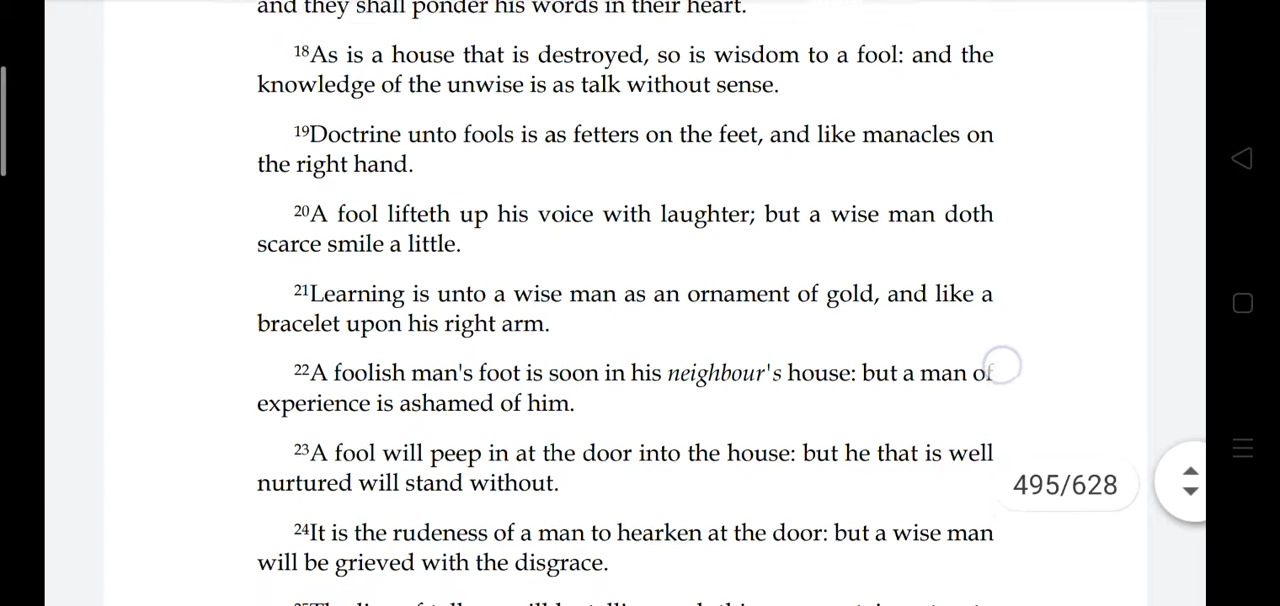 and they shall ponder his words in their heart.
18As is a house that is destroyed, so is wisdom to a fool: and the
knowledge of the unwise is as talk without sense.
19Doctrine unto fools is as fetters on the feet, and like manacles on
the right hand.
20A fool lifteth up his voice with laughter; but a wise man doth
scarce smile a little.
21Learning is unto a wise man as an ornament of gold, and like a
bracelet upon his right arm.
22A foolish man's foot is soon in his neighbour's house: but a man of
experience is ashamed of him.
23A fool will peep in at the door into the house: but he that is well
nurtured will stand without.
495/628
24It is the rudeness of a man to hearken at the door: but a wise man
will be grieved with the disgrace.